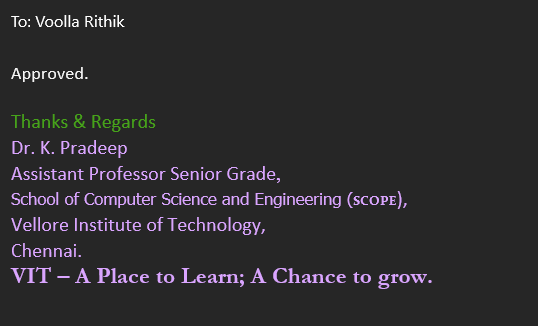 To: Voolla Rithik
Approved.
Thanks & Regards
Dr. K. Pradeep
Assistant Professor Senior Grade,
School of Computer Science and Engineering (SCOPE),
Vellore Institute of Technology,
Chennai.
VIT – A Place to Learn; A Chance to grow.